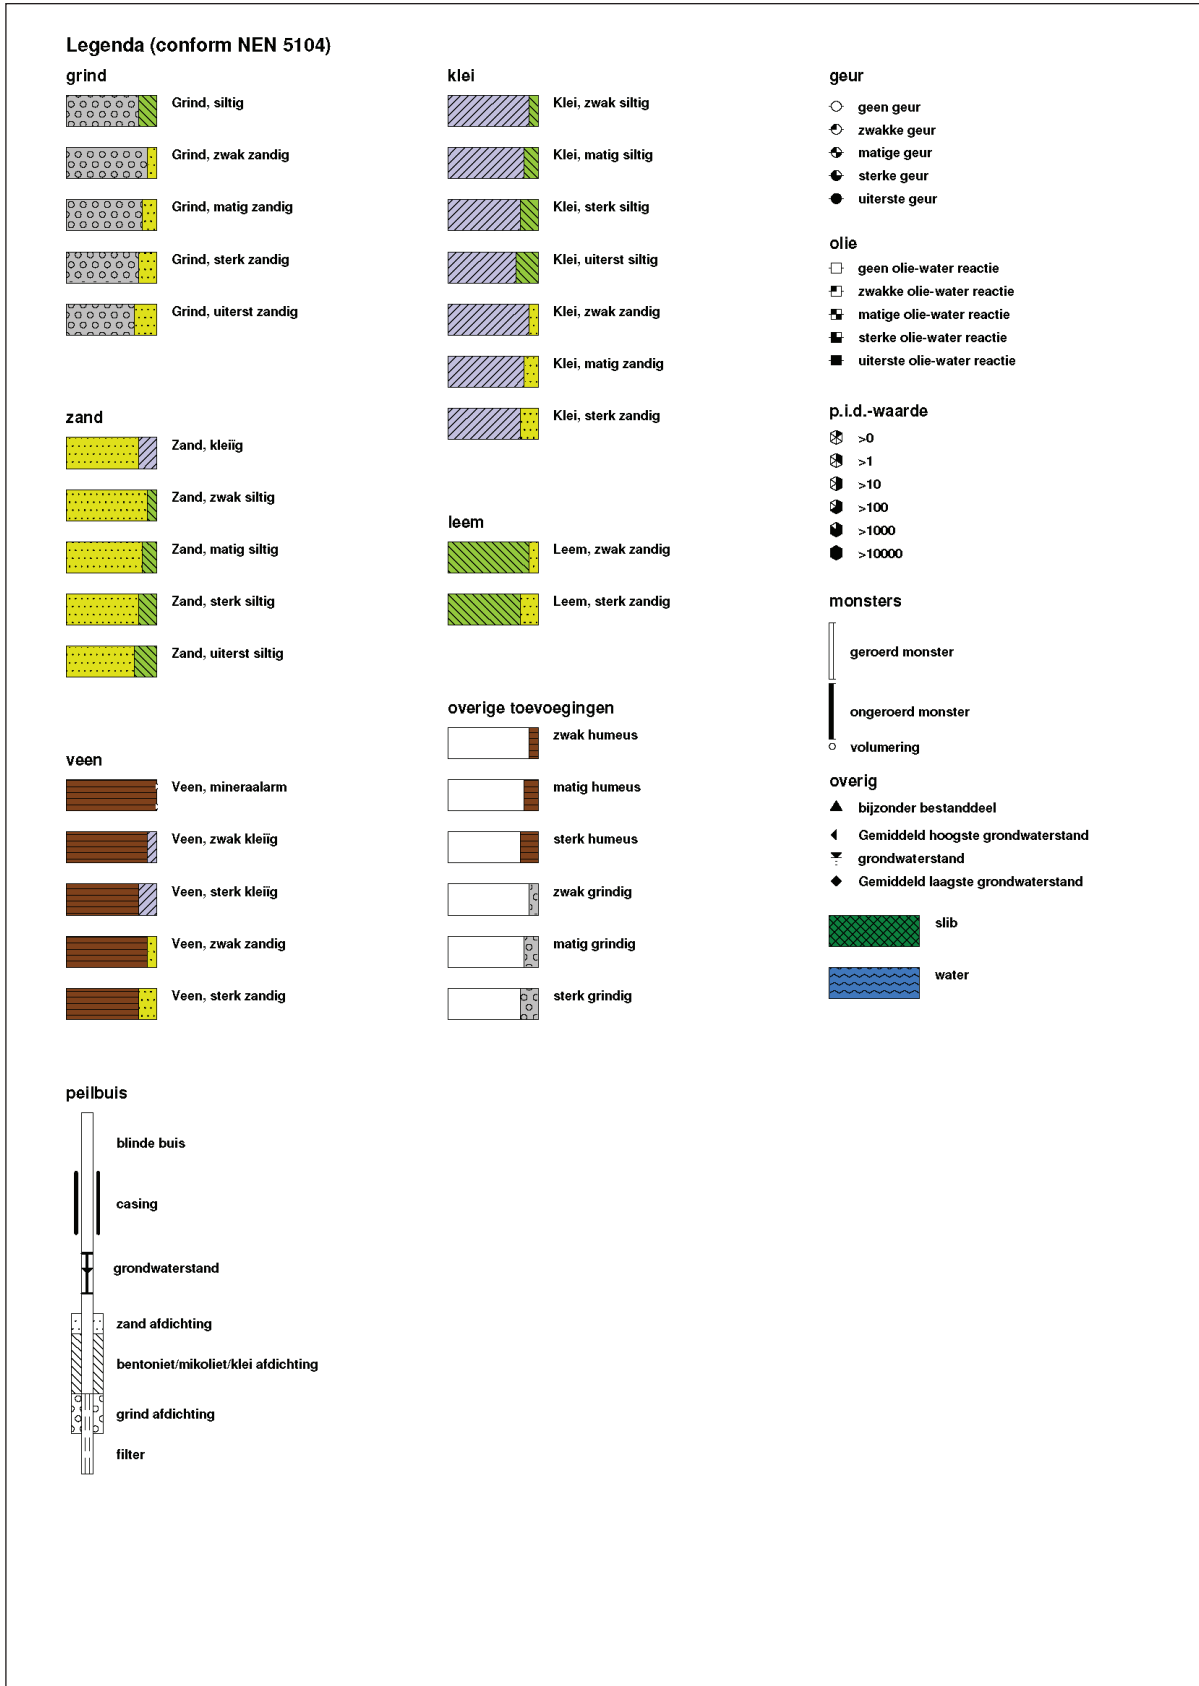 Legenda (conform NEN 5104)
grind
Grind, siltig
Grind, zwak zandig
Grind, matig zandig
Grind, sterk zandig
Grind, uiterst zandig
zand
Zand, kleiïg
Zand, zwak siltig
Zand, matig siltig
Zand, sterk siltig
Zand, uiterst siltig
veen
Veen, mineraalarm
Veen, zwak kleiïg
Veen, sterk kleiïg
Veen, zwak zandig
Veen, sterk zandig
peilbuis
blinde buis
casing
grondwaterstand
zand afdichting
bentoniet/mikoliet/klei afdichting
grind afdichting
filter
klei
Klei, zwak siltig
Klei, matig siltig
Klei, sterk siltig
Klei, uiterst siltig
Klei, zwak zandig
Klei, matig zandig
Klei, sterk zandig
leem
Leem, zwak zandig
Leem, sterk zandig
overige toevoegingen
zwak humeus
matig humeus
sterk humeus
zwak grindig
matig grindig
sterk grindig
geur
geen geur
zwakke geur
matige geur
sterke geur
uiterste geur
olie
geen olie-water reactie
zwakke olie-water reactie
matige olie-water reactie
sterke olie-water reactie
uiterste olie-water reactie
p.i.d.-waarde
>0
>1
>10
>100
>1000
>10000
monsters
geroerd monster
ongeroerd monster
volumering
overig
bijzonder bestanddeel
Gemiddeld hoogste grondwaterstand
grondwaterstand
Gemiddeld laagste grondwaterstand
slib
water